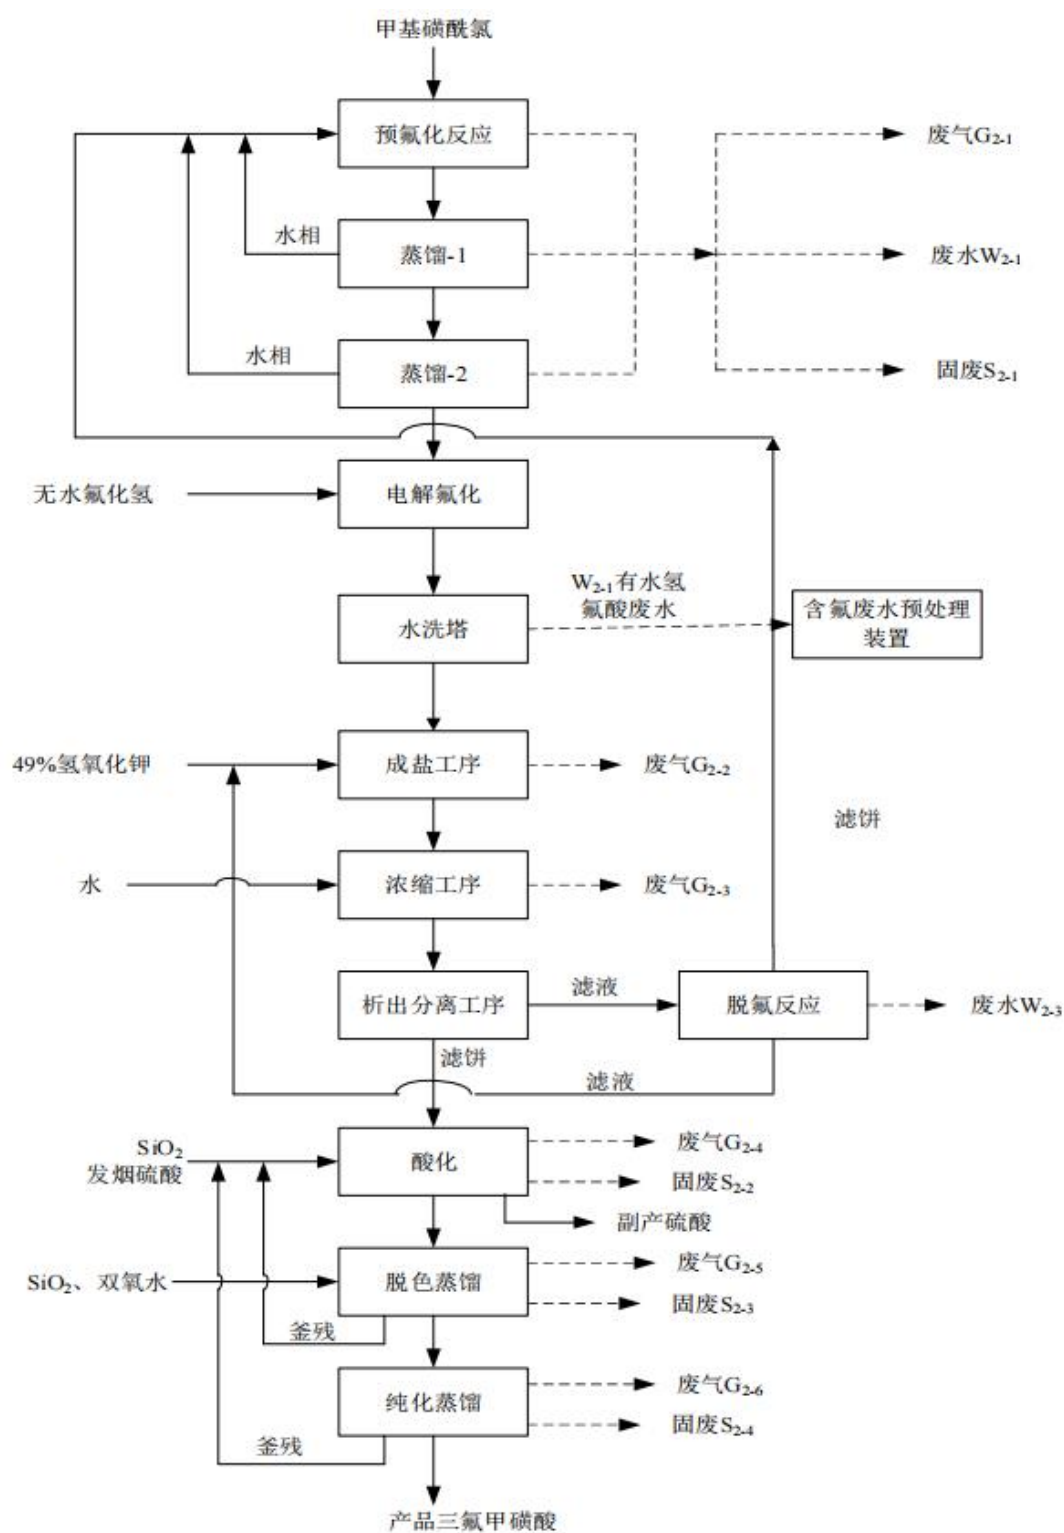 甲基磺酰氯
预氟化反应
废气G2-1
水相
蒸馏-1
废水W2-1
水相
蒸馏-2
固废S2-1
无水氟化氢
电解氟化
W2-1有水氢
氟酸废水
水洗塔
含氟废水预处理
装置
49%氢氧化钾
成盐工序
废气G2-2
滤饼
水
浓缩工序
废气G2-3
析出分离工序
滤液
脱氟反应
废水W2-3
滤饼
滤液
SiO2
发烟硫酸
酸化
废气G2-4
固废S2-2
副产硫酸
SiO2、双氧水
脱色蒸馏
废气G2-5
固废S2-3
釜残
纯化蒸馏
废气G2-6
固废S2-4
釜残
产品三氟甲磺酸